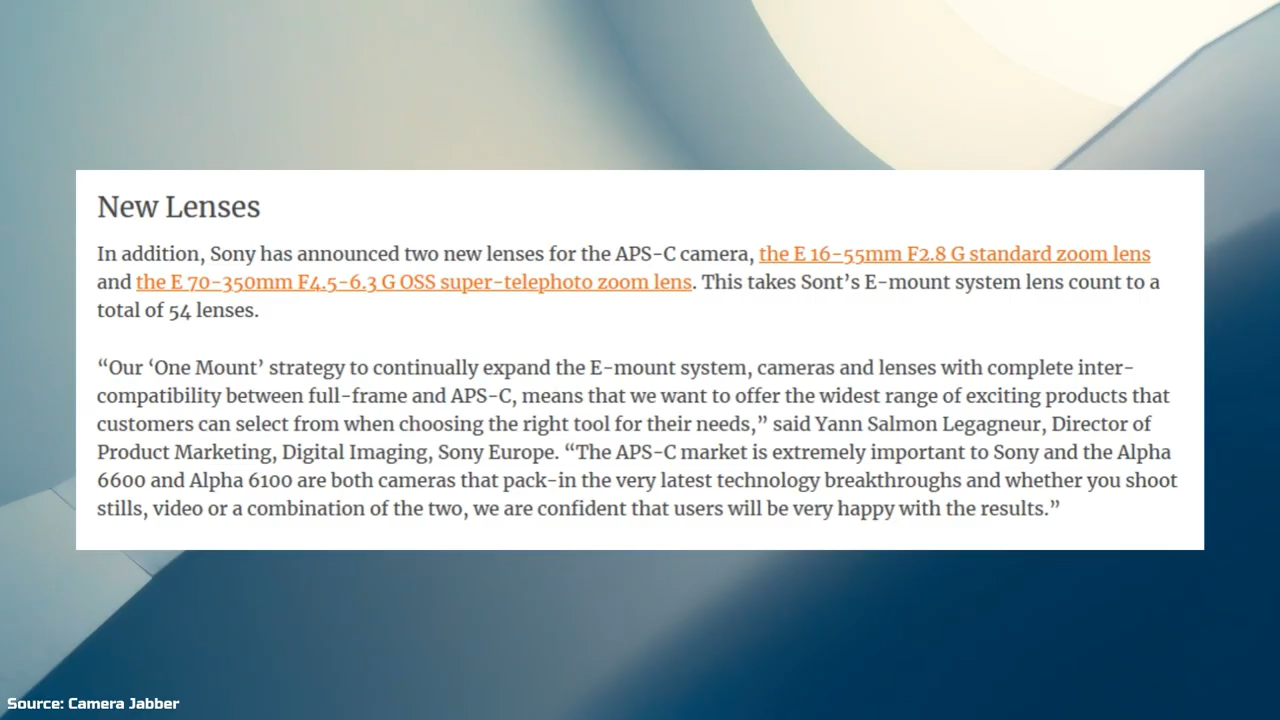 New Lenses
In addition, Sony has announced two new lenses for the APS-C camera, the E 16-55mm F2.8 G standard zoom lens
and the E 70-350mm F4.5-6.3 G OSS super-telephoto zoom lens. This takes Sont’s E-mount system lens count to a
total of 54 lenses.
“Our ‘One Mount’ strategy to continually expand the E-mount system, cameras and lenses with complete inter-
compatibility between full-frame and APS-C, means that we want to offer the widest range of exciting products that
customers can select from when choosing the right tool for their needs,” said Yann Salmon Legagneur, Director of
Product Marketing, Digital Imaging, Sony Europe. “The APS-C market is extremely important to Sony and the Alpha
6600 and Alpha 6100 are both cameras that pack-in the very latest technology breakthroughs and whether you shoot
stills, video or a combination of the two, we are confident that users will be very happy with the results.”
Source: Camera Jabber